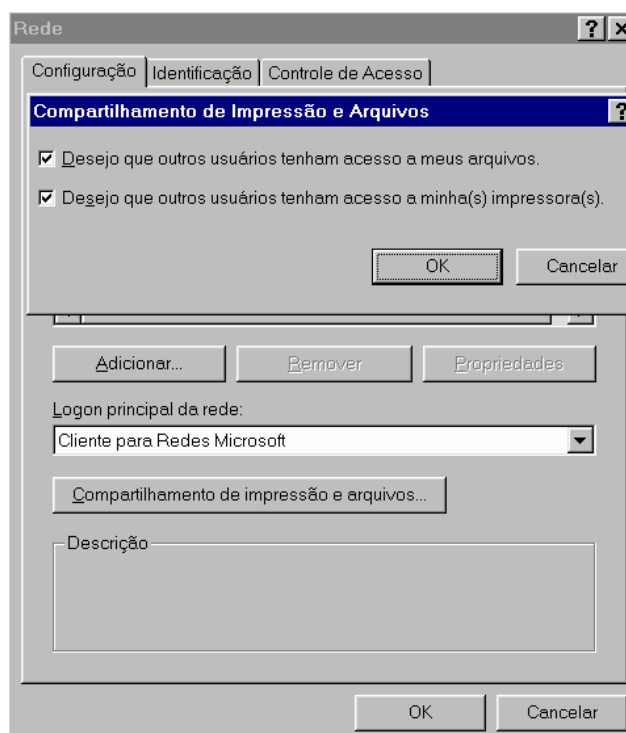 Rede
Configuração Identificação Controle de Acesso
Compartilhamento de Impressão e Arquivos
Desejo que outros usuários tenham acesso a meus arquivos.
Desejo que outros usuários tenham acesso a minha(s) impressora(s).
OK Cancelar
Adicionar... Remover Propriedades
Logon principal da rede:
Cliente para Redes Microsoft
Compartilhamento de impressão e arquivos...
Descrição
OK Cancelar